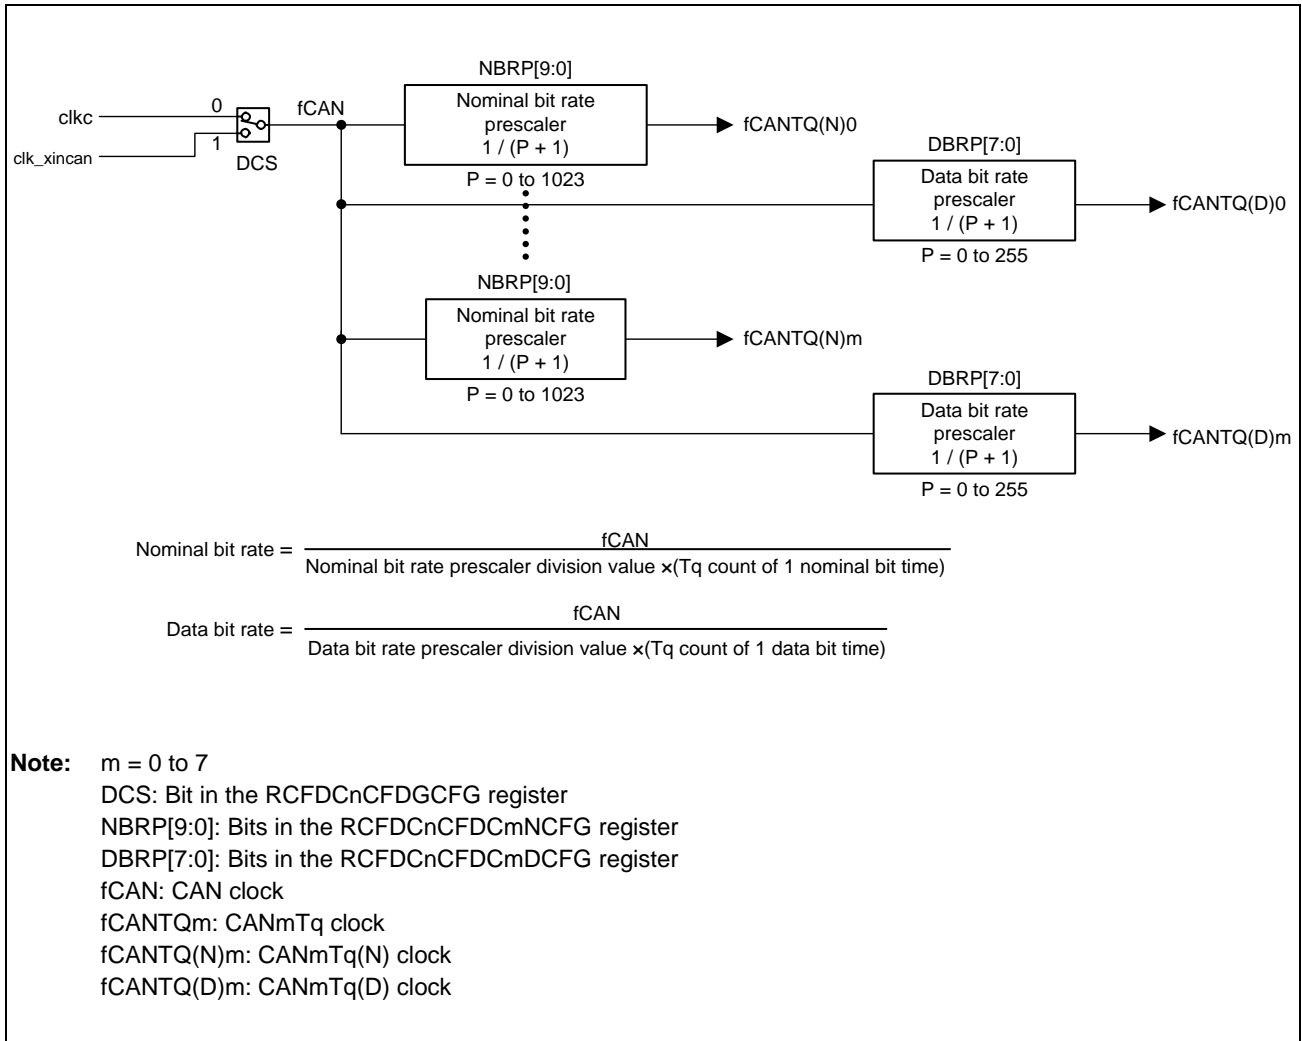 NBRP[9:0]
clkc
0
fCAN
Nominal bit rate
prescaler
1 / (P + 1)
fCANTQ(N)0
clk_xincan
1
DCS
P = 0 to 1023
DBRP[7:0]
Data bit rate
prescaler
1 / (P + 1)
fCANTQ(D)0
P = 0 to 255
NBRP[9:0]
Nominal bit rate
prescaler
1 / (P + 1)
fCANTQ(N)m
P = 0 to 1023
DBRP[7:0]
Data bit rate
prescaler
1 / (P + 1)
fCANTQ(D)m
P = 0 to 255
Nominal bit rate =
fCAN
Nominal bit rate prescaler division value ×(Tq count of 1 nominal bit time)
Data bit rate =
fCAN
Data bit rate prescaler division value ×(Tq count of 1 data bit time)
Note: m = 0 to 7
DCS: Bit in the RCFDCnCFDGCFG register
NBRP[9:0]: Bits in the RCFDCnCFDCmNCFG register
DBRP[7:0]: Bits in the RCFDCnCFDCmDCFG register
fCAN: CAN clock
fCANTQm: CANmTq clock
fCANTQ(N)m: CANmTq(N) clock
fCANTQ(D)m: CANmTq(D) clock